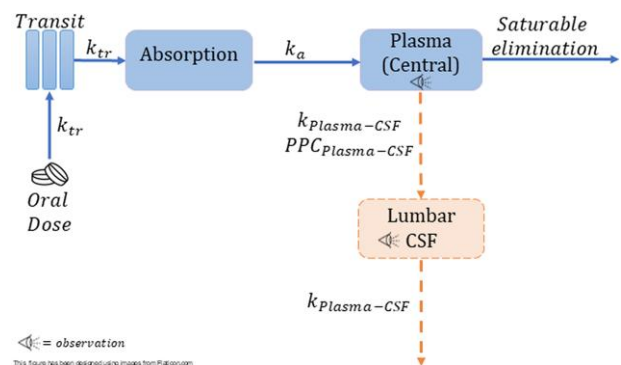 Transit
k_tr
Absorption
k_a
Plasma
(Central)
Saturable
elimination
k_tr
Oral
Dose
k_Plasma−CSF
PPC_Plasma−CSF
Lumbar
CSF
k_Plasma−CSF
= observation
This figure has been designed using images from Flaticon.com